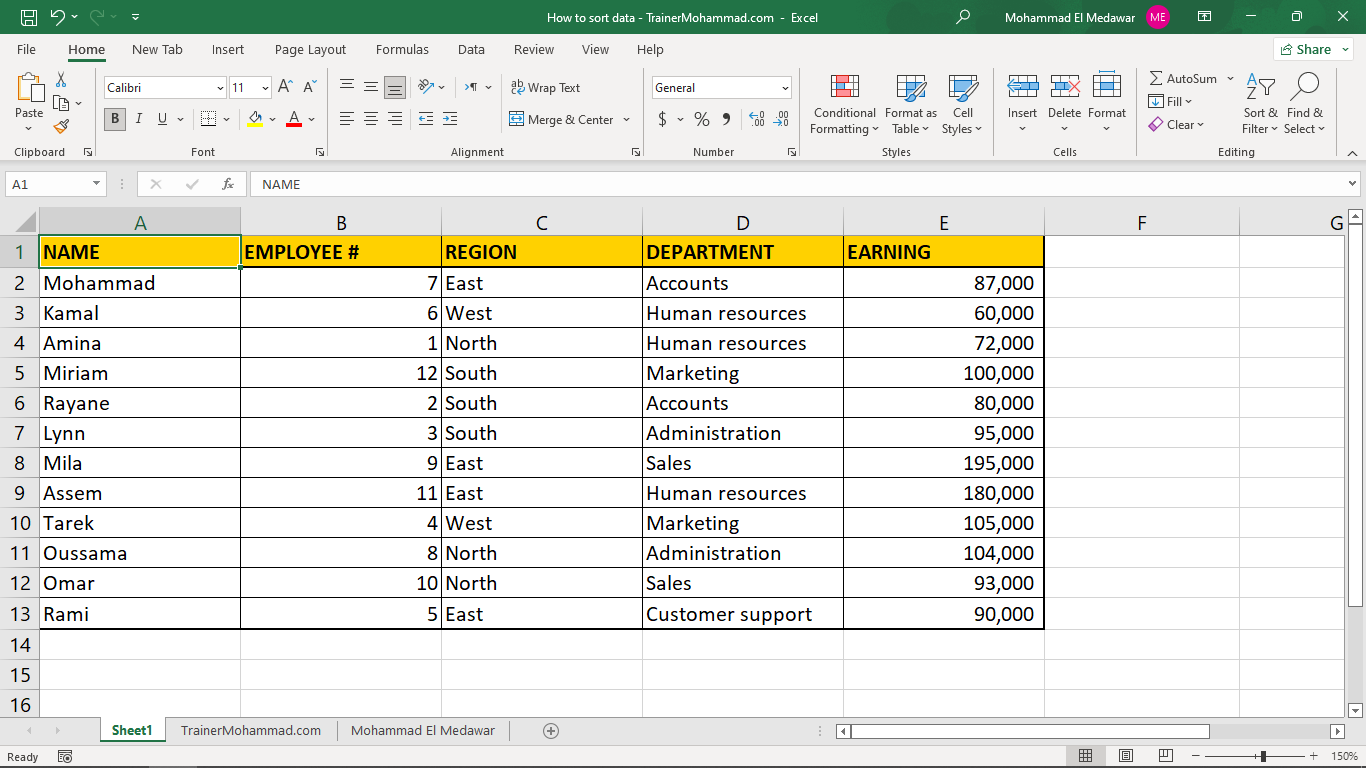 How to sort data - TrainerMohammad.com - Excel
Mohammad El Medawar ME
File Home New Tab Insert Page Layout Formulas Data Review View Help Share
Paste
Clipboard
Calibri 11
B I U A
Font
ab Wrap Text
Merge & Center
Alignment
General
$ % 9
Number
Conditional Formatting
Format as Table
Cell Styles
Styles
Insert Delete Format
Cells
AutoSum
Fill
Clear
Sort & Filter
Find & Select
Editing
A1 fx NAME
A B C D E F G
1 NAME EMPLOYEE # REGION DEPARTMENT EARNING
2 Mohammad 7 East Accounts 87,000
3 Kamal 6 West Human resources 60,000
4 Amina 1 North Human resources 72,000
5 Miriam 12 South Marketing 100,000
6 Rayane 2 South Accounts 80,000
7 Lynn 3 South Administration 95,000
8 Mila 9 East Sales 195,000
9 Assem 11 East Human resources 180,000
10 Tarek 4 West Marketing 105,000
11 Oussama 8 North Administration 104,000
12 Omar 10 North Sales 93,000
13 Rami 5 East Customer support 90,000
14
15
16
Sheet1 TrainerMohammad.com Mohammad El Medawar
Ready 150%